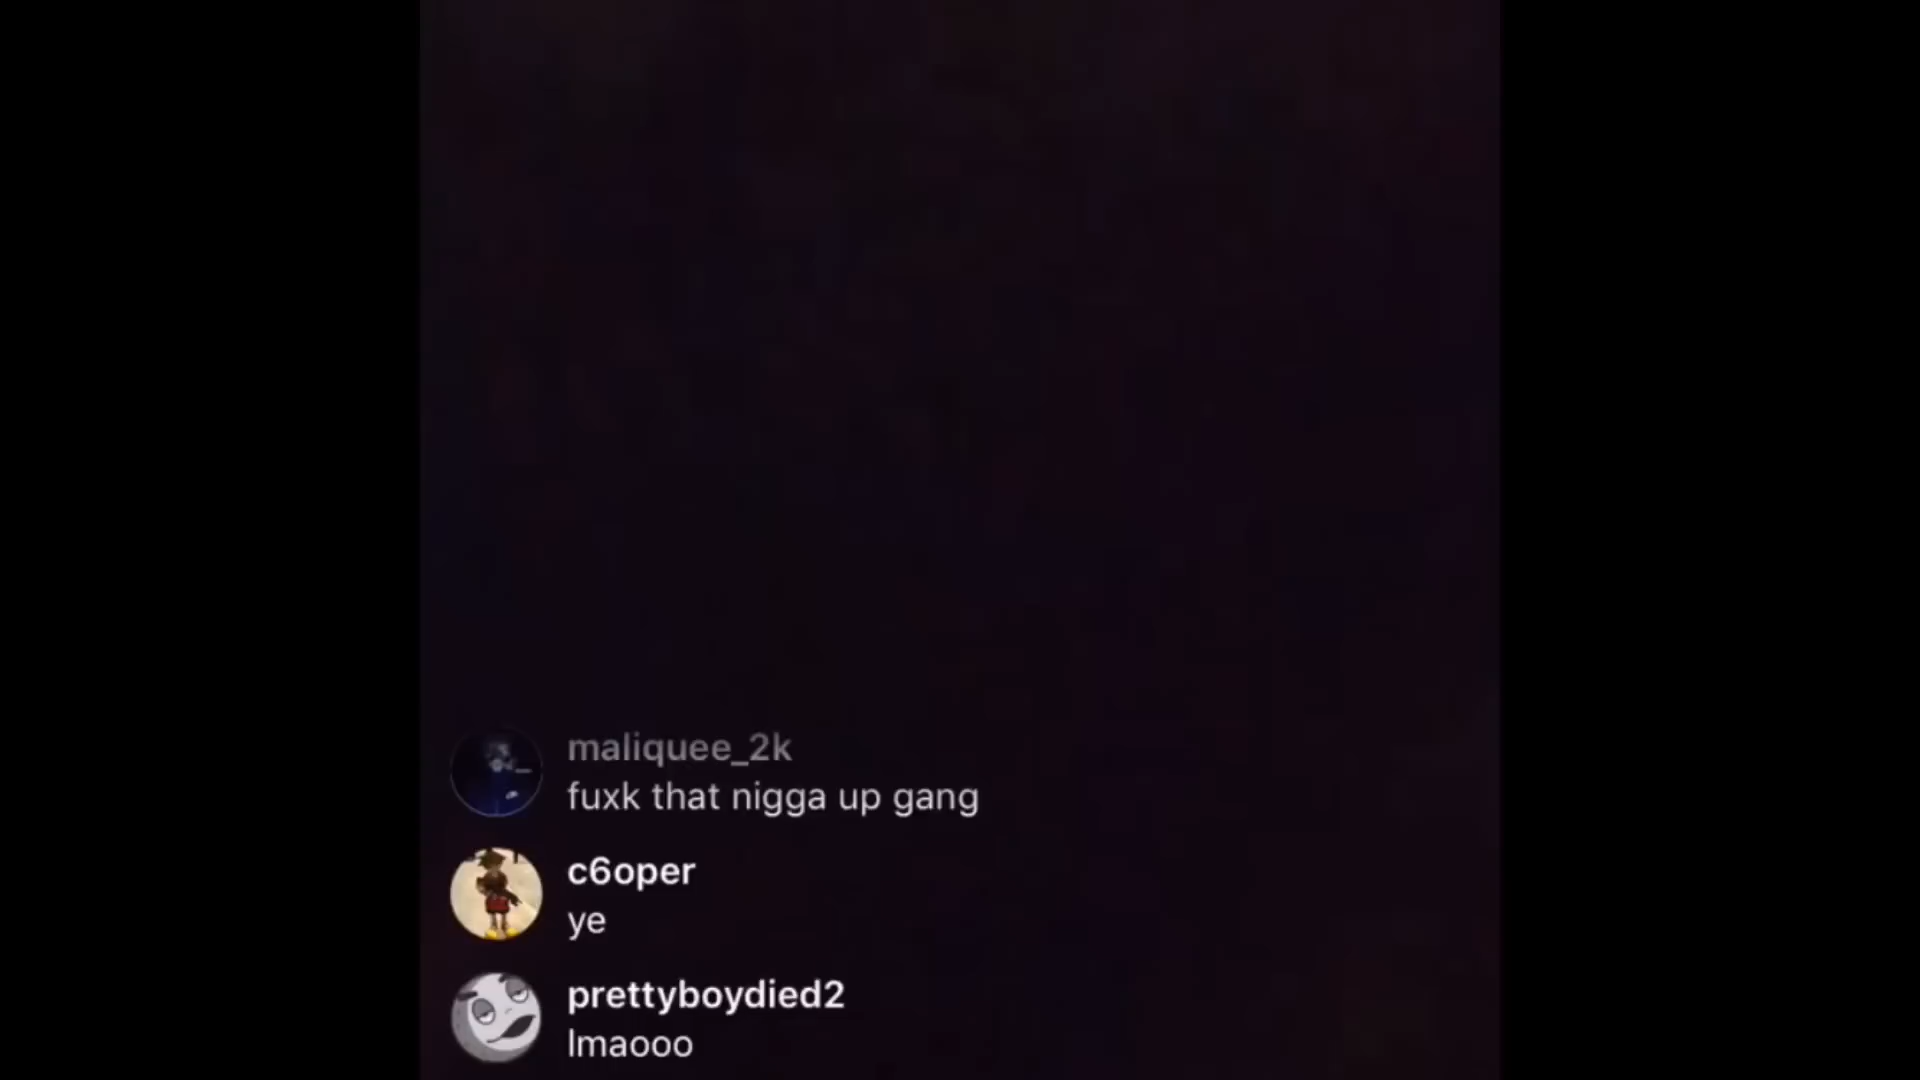 maliquee_2k
fuxk that nigga up gang
c6oper
ye
prettyboydied2
lmaooo